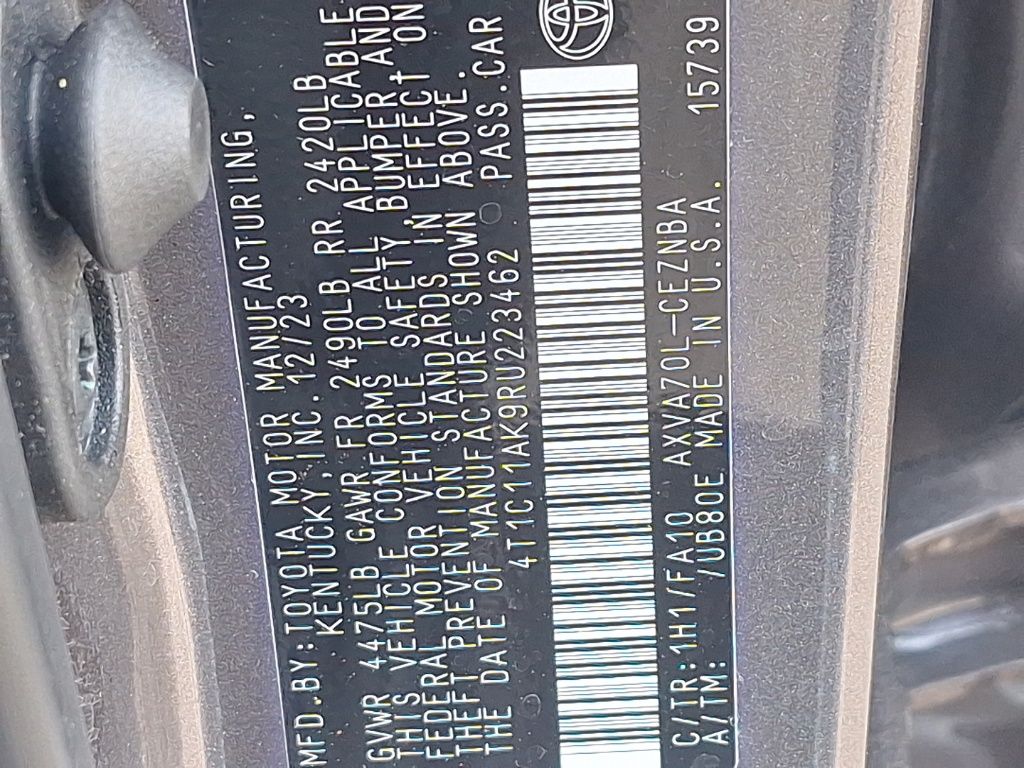 MFD.BY:TOYOTA MOTOR MANUFACTURING,
KENTUCKY, INC. 12/23
GVWR 4475LB GAWR FR 2490LB RR 2420LB
THIS VEHICLE CONFORMS TO ALL APPLICABLE
FEDERAL MOTOR VEHICLE SAFETY BUMPER AND
THEFT PREVENTION STANDARDS IN EFFECT ON
THE DATE OF MANUFACTURE SHOWN ABOVE.
4T1C11AK9RU223462 PASS.CAR
C/TR:1H1/FA10 AXVA70L-CEZNBA
A/TM: /UB80E MADE IN U.S.A. 15739